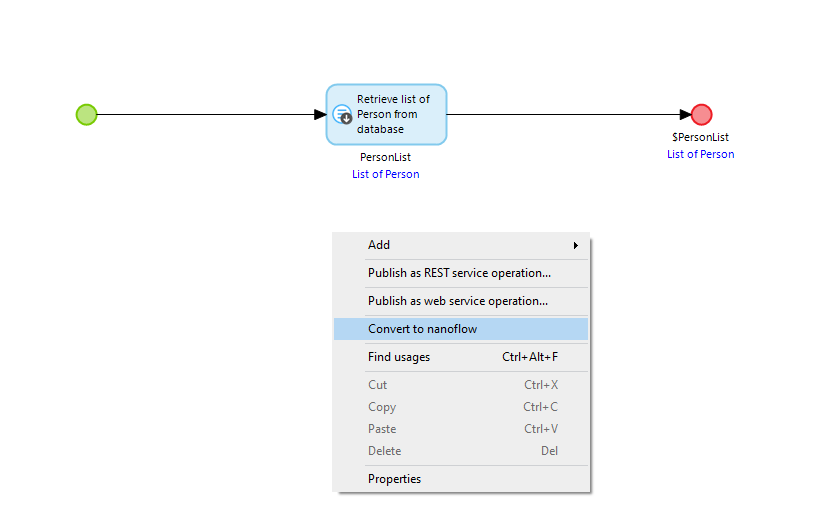 Retrieve list of
Person from
database
PersonList
List of Person
$PersonList
List of Person
Add
Publish as REST service operation...
Publish as web service operation...
Convert to nanoflow
Find usages Ctrl+Alt+F
Cut Ctrl+X
Copy Ctrl+C
Paste Ctrl+V
Delete Del
Properties